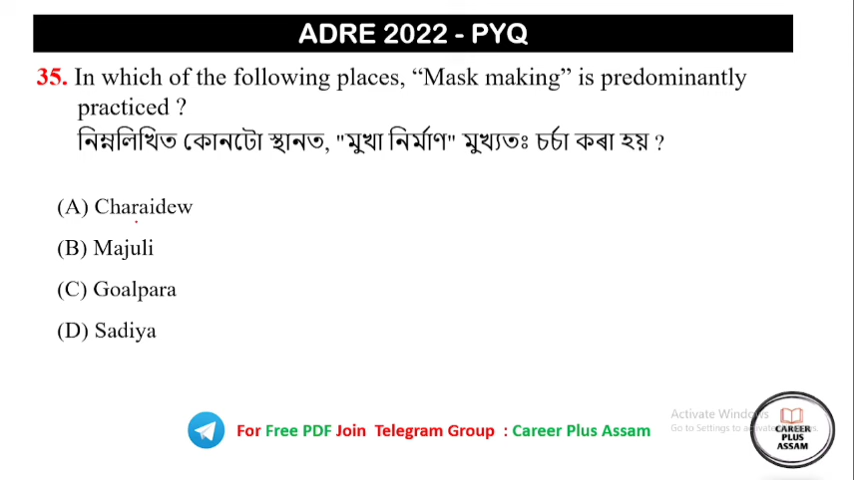 ADRE 2022 - PYQ
35. In which of the following places, “Mask making” is predominantly
practiced ?
নিম্নলিখিত কোনটো স্থানত, "মুখা নিৰ্মাণ" মুখ্যতঃ চৰ্চা কৰা হয় ?
(A) Charaidew
(B) Majuli
(C) Goalpara
(D) Sadiya
For Free PDF Join Telegram Group : Career Plus Assam
Activate Windows
Go to Settings to
CAREER
PLUS
ASSAM